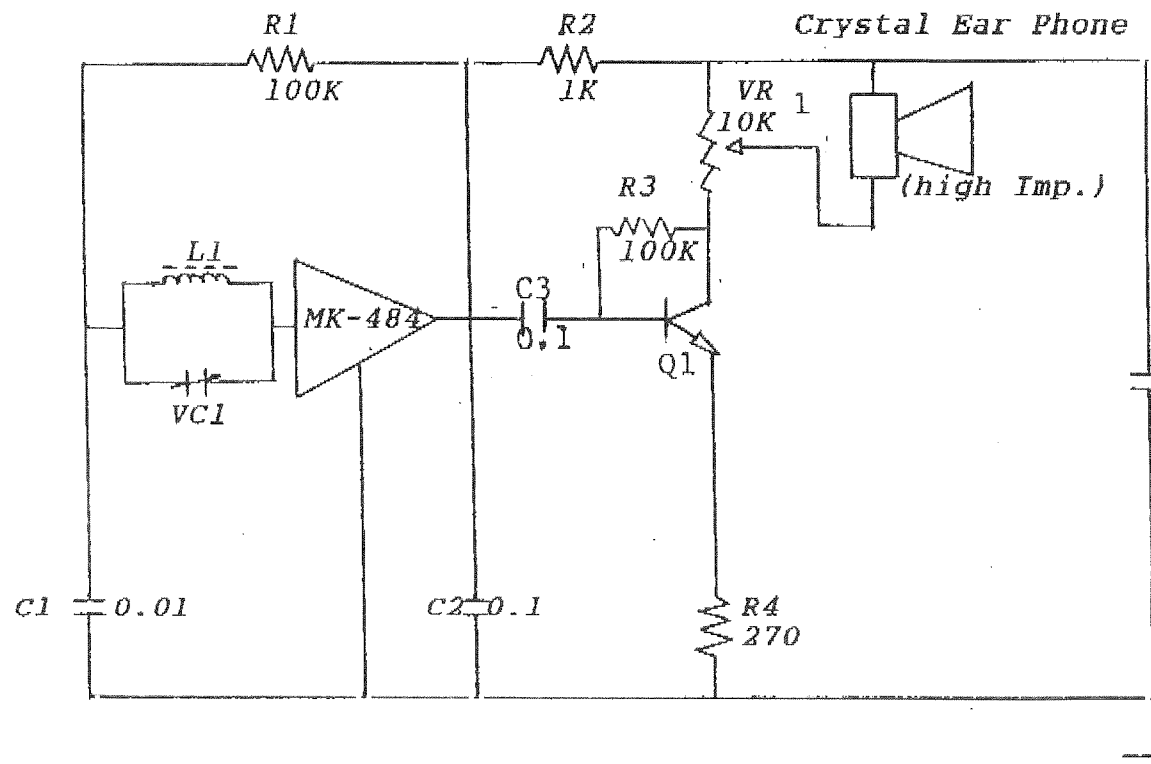 R1
100K
R2
1K
Crystal Ear Phone
VR 1
10K
(high Imp.)
R3
100K
L1
MK-484
VC1
C3
0.1
Q1
C1 0.01
C2 0.1
R4
270